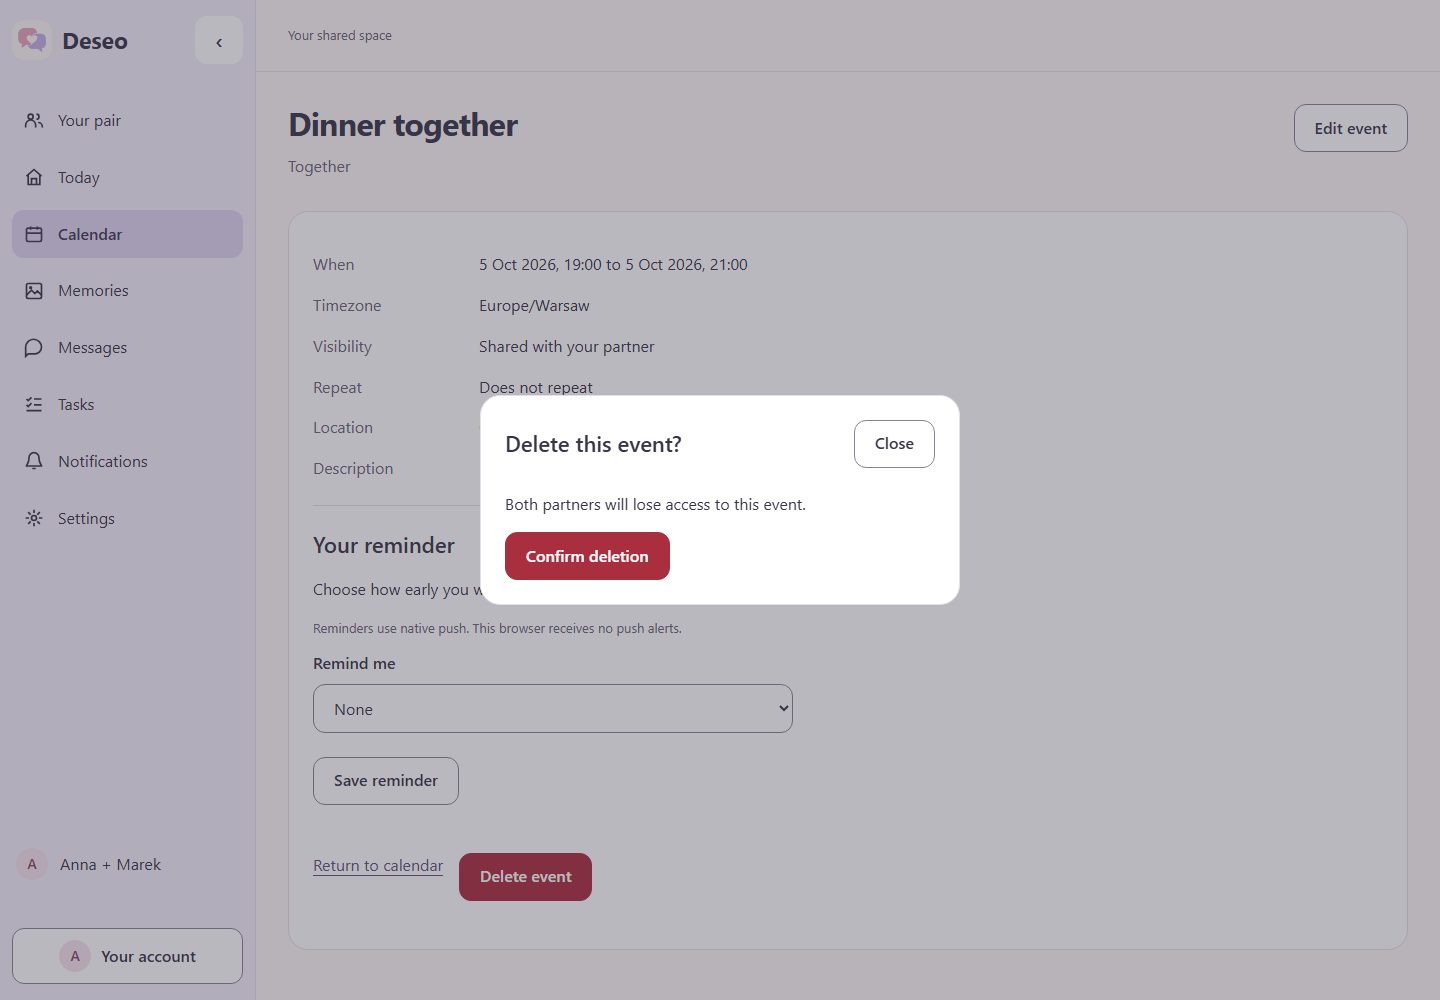 Deseo
‹
Your pair
Today
Calendar
Memories
Messages
Tasks
Notifications
Settings
A Anna + Marek
A Your account
Your shared space
Dinner together
Edit event
Together
When 5 Oct 2026, 19:00 to 5 Oct 2026, 21:00
Timezone Europe/Warsaw
Visibility Shared with your partner
Repeat Does not repeat
Location
Description
Delete this event?
Close
Both partners will lose access to this event.
Confirm deletion
Your reminder
Choose how early you
Reminders use native push. This browser receives no push alerts.
Remind me
None
Save reminder
Return to calendar
Delete event